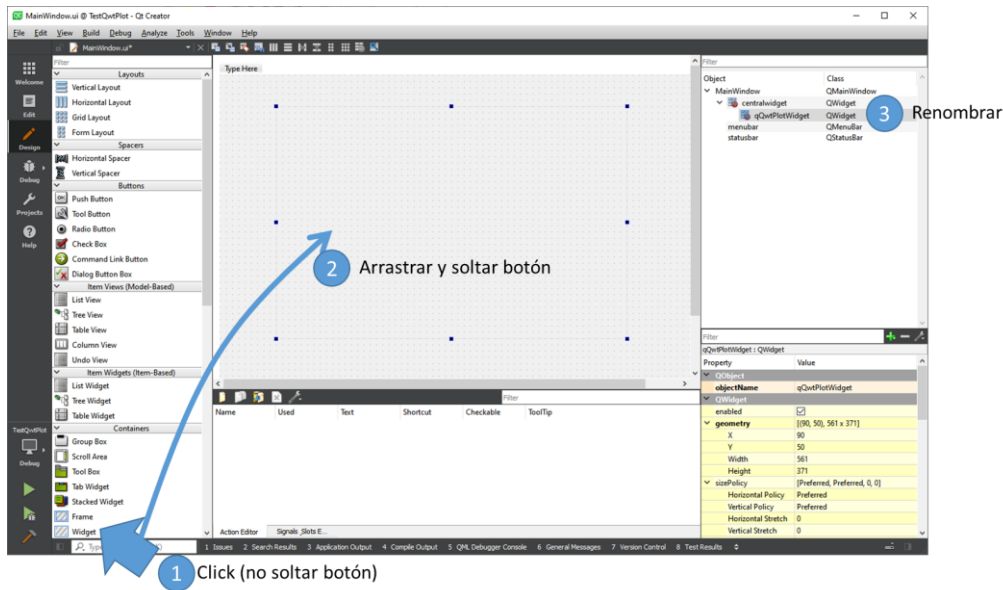 MainWindow.ui @ TestQwtPlot - Qt Creator
File Edit View Build Debug Analyze Tools Window Help
MainWindow.ui*
Welcome
Edit
Design
Debug
Projects
Help
TestQwtPlot
Debug
Filter
Layouts
Vertical Layout
Horizontal Layout
Grid Layout
Form Layout
Spacers
Horizontal Spacer
Vertical Spacer
Buttons
Push Button
Tool Button
Radio Button
Check Box
Command Link Button
Dialog Button Box
Item Views (Model-Based)
List View
Tree View
Table View
Column View
Undo View
Item Widgets (Item-Based)
List Widget
Tree Widget
Table Widget
Containers
Group Box
Scroll Area
Tool Box
Tab Widget
Stacked Widget
Frame
Widget
Type Here
2 Arrastrar y soltar botón
Filter
Name Used Text Shortcut Checkable ToolTip
Action Editor Signals_Slots E...
Filter
Object Class
MainWindow QMainWindow
centralwidget QWidget
qQwtPlotWidget QWidget
menubar QMenuBar
statusbar QStatusBar
3 Renombrar
Filter
qQwtPlotWidget : QWidget
Property Value
QObject
objectName qQwtPlotWidget
QWidget
enabled
geometry [(90, 50), 561 x 371]
X 90
Y 50
Width 561
Height 371
sizePolicy [Preferred, Preferred, 0, 0]
Horizontal Policy Preferred
Vertical Policy Preferred
Horizontal Stretch 0
Vertical Stretch 0
1 Issues 2 Search Results 3 Application Output 4 Compile Output 5 QML Debugger Console 6 General Messages 7 Version Control 8 Test Results
1 Click (no soltar botón)